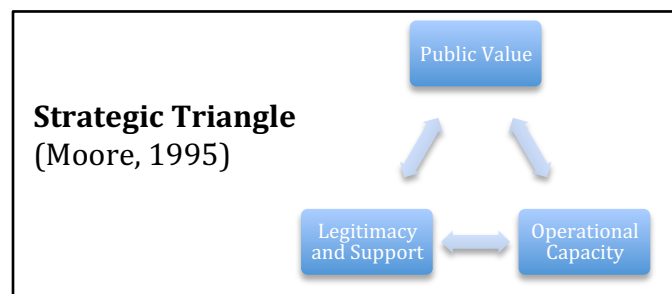 Public Value
Strategic Triangle
(Moore, 1995)
Legitimacy
and Support
Operational
Capacity